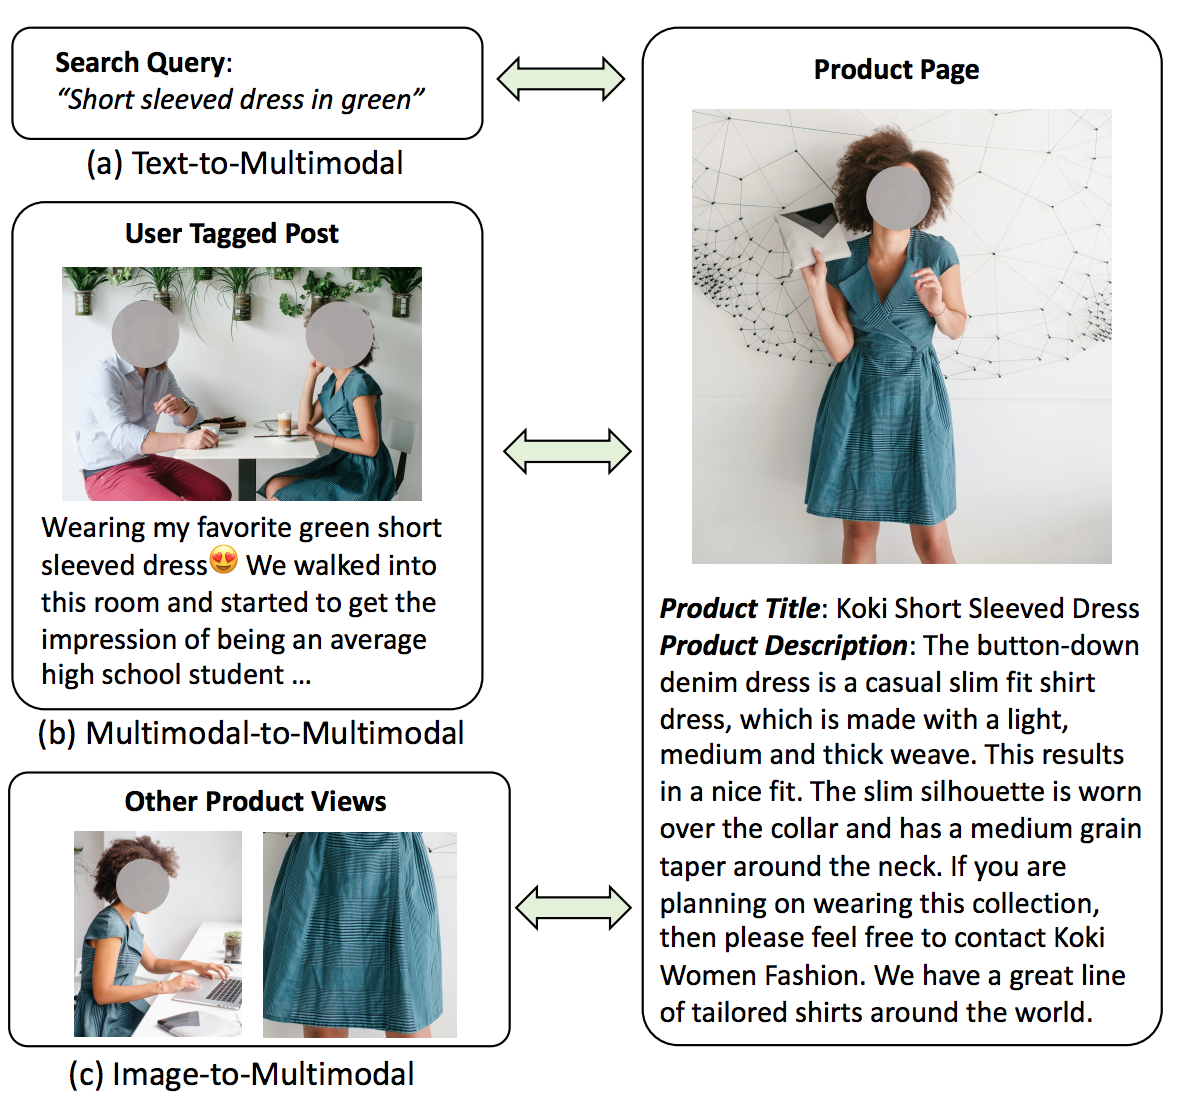 Search Query:
“Short sleeved dress in green”
(a) Text-to-Multimodal
User Tagged Post
Wearing my favorite green short
sleeved dress😍 We walked into
this room and started to get the
impression of being an average
high school student ...
(b) Multimodal-to-Multimodal
Other Product Views
(c) Image-to-Multimodal
Product Page
Product Title: Koki Short Sleeved Dress
Product Description: The button-down
denim dress is a casual slim fit shirt
dress, which is made with a light,
medium and thick weave. This results
in a nice fit. The slim silhouette is worn
over the collar and has a medium grain
taper around the neck. If you are
planning on wearing this collection,
then please feel free to contact Koki
Women Fashion. We have a great line
of tailored shirts around the world.